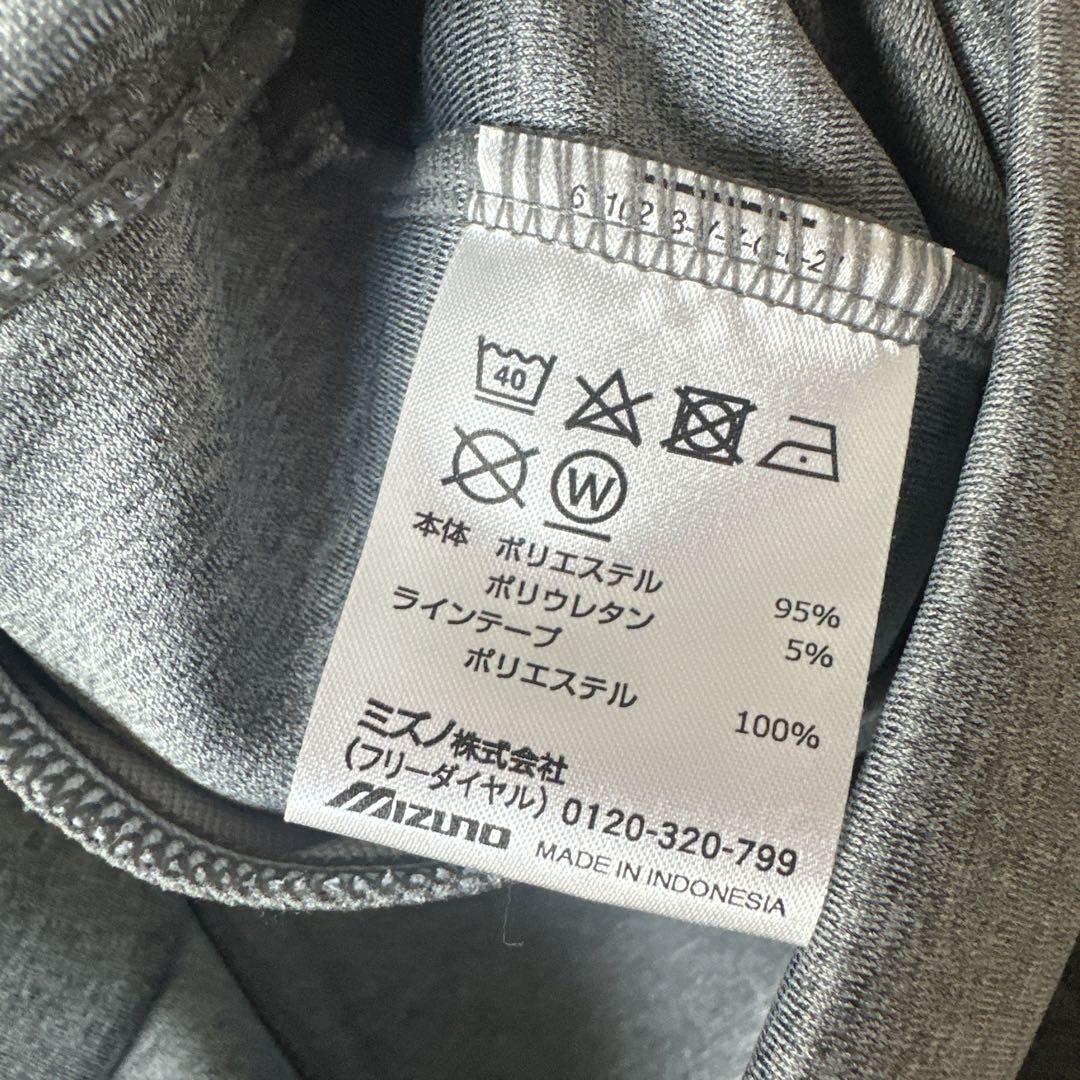 40
W
本体 ポリエステル 95%
ポリウレタン 5%
ラインテープ
ポリエステル 100%
ミズノ株式会社
(フリーダイヤル) 0120-320-799
MIZUNO MADE IN INDONESIA